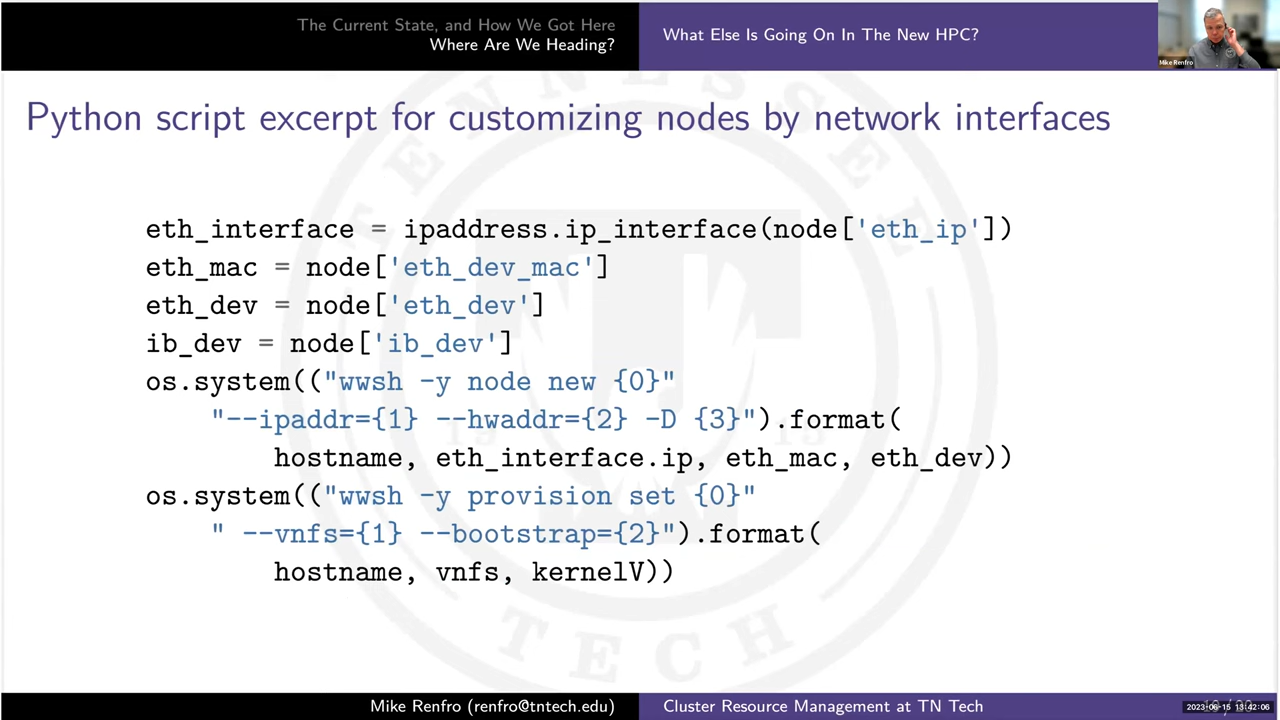 The Current State, and How We Got Here
Where Are We Heading?
What Else Is Going On In The New HPC?
Mike Renfro
Python script excerpt for customizing nodes by network interfaces
eth_interface = ipaddress.ip_interface(node['eth_ip'])
eth_mac = node['eth_dev_mac']
eth_dev = node['eth_dev']
ib_dev = node['ib_dev']
os.system(("wwsh -y node new {0}"
"--ipaddr={1} --hwaddr={2} -D {3}").format(
hostname, eth_interface.ip, eth_mac, eth_dev))
os.system(("wwsh -y provision set {0}"
" --vnfs={1} --bootstrap={2}").format(
hostname, vnfs, kernelV))
TENNESSEE
TECH
Mike Renfro (renfro@tntech.edu)
Cluster Resource Management at TN Tech
2023-06-15 13:42:06